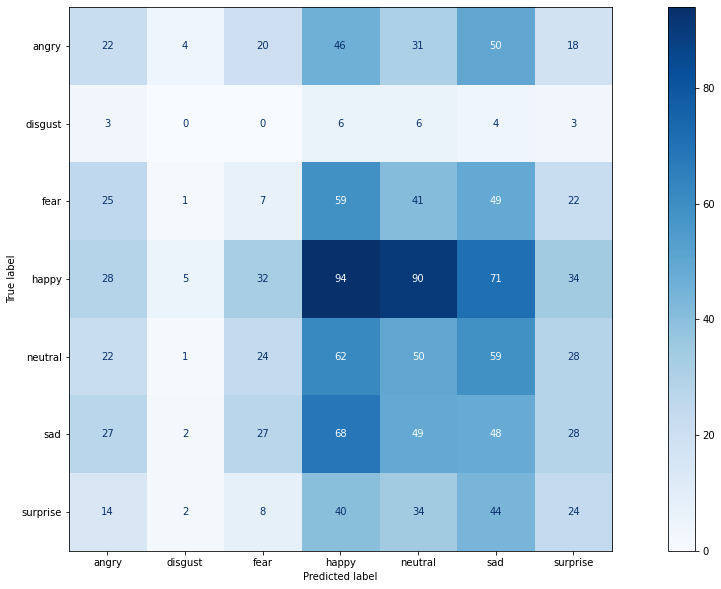 angry 22 4 20 46 31 50 18
disgust 3 0 0 6 6 4 3
fear 25 1 7 59 41 49 22
happy 28 5 32 94 90 71 34
neutral 22 1 24 62 50 59 28
sad 27 2 27 68 49 48 28
surprise 14 2 8 40 34 44 24
angry disgust fear happy neutral sad surprise
Predicted label
True label
80
60
40
20
0